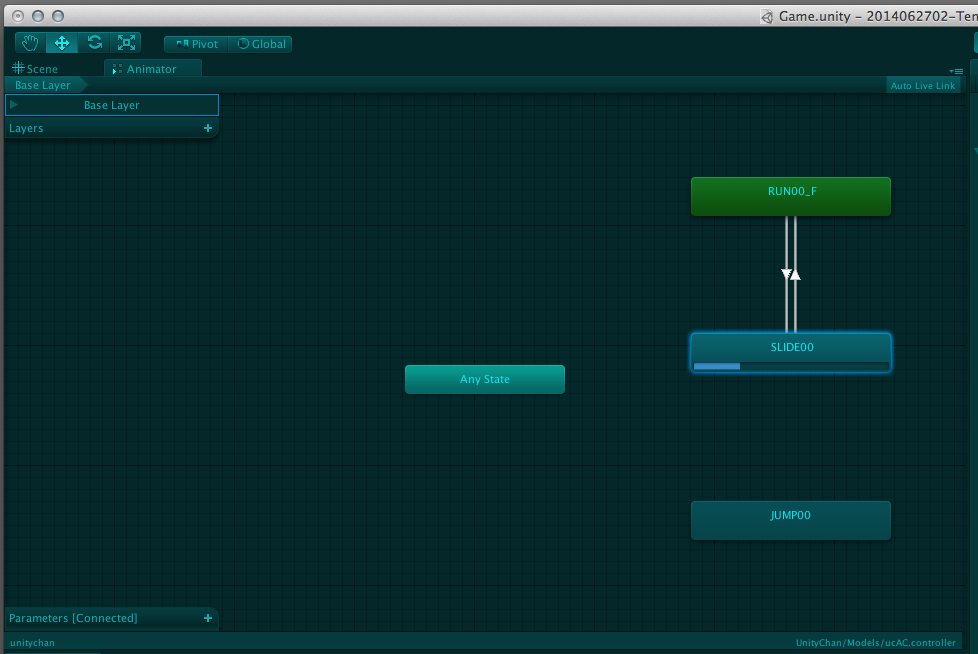 Game.unity – 2014062702-Ten
Pivot Global
Scene Animator
Base Layer Auto Live Link
Base Layer
Layers +
RUN00_F
SLIDE00
Any State
JUMP00
Parameters [Connected] +
unitychan UnityChan/Models/ucAC.controller